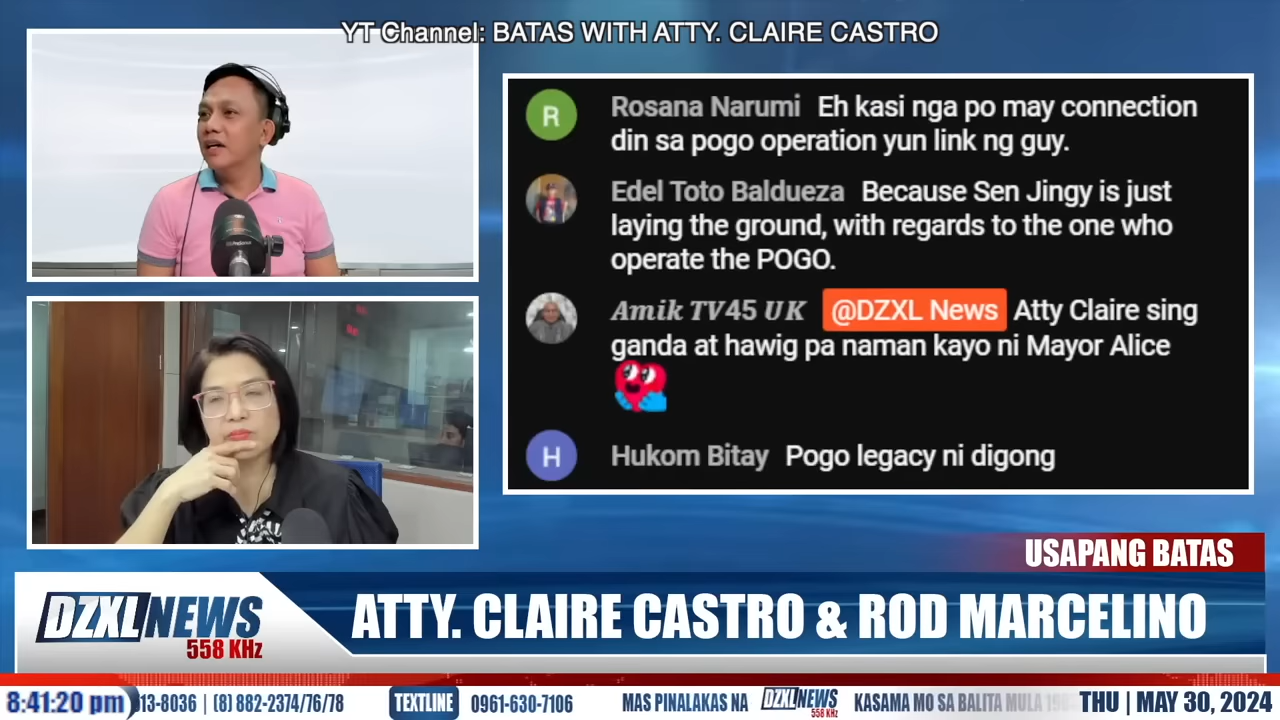 YT Channel: BATAS WITH ATTY. CLAIRE CASTRO
R Rosana Narumi Eh kasi nga po may connection
din sa pogo operation yun link ng guy.
Edel Toto Baldueza Because Sen Jingy is just
laying the ground, with regards to the one who
operate the POGO.
Amik TV45 UK @DZXL News Atty Claire sing
ganda at hawig pa naman kayo ni Mayor Alice
H Hukom Bitay Pogo legacy ni digong
USAPANG BATAS
DZXL NEWS
558 KHz
ATTY. CLAIRE CASTRO & ROD MARCELINO
8:41:20 pm 13-8036 | (8) 882-2374/76/78 TEXTLINE 0961-630-7106 MAS PINALAKAS NA DZXL NEWS 558 KHz KASAMA MO SA BALITA MULA THU | MAY 30, 2024